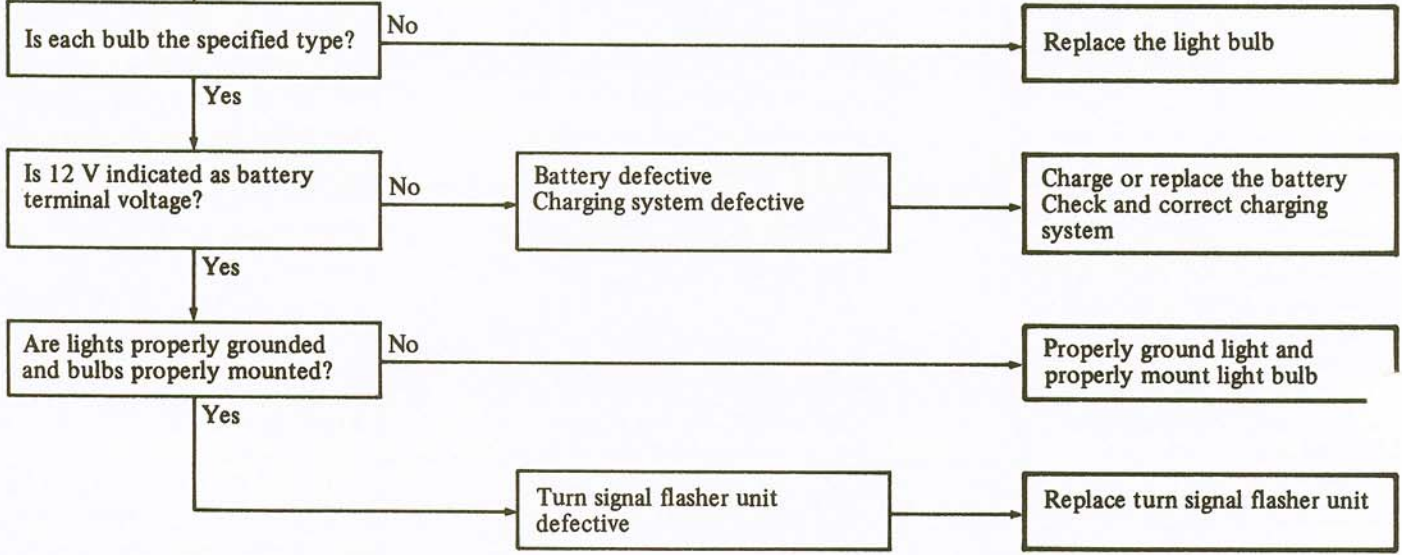 Is each bulb the specified type?
No
Replace the light bulb
Yes
Is 12 V indicated as battery
terminal voltage?
No
Battery defective
Charging system defective
Charge or replace the battery
Check and correct charging
system
Yes
Are lights properly grounded
and bulbs properly mounted?
No
Properly ground light and
properly mount light bulb
Yes
Turn signal flasher unit
defective
Replace turn signal flasher unit